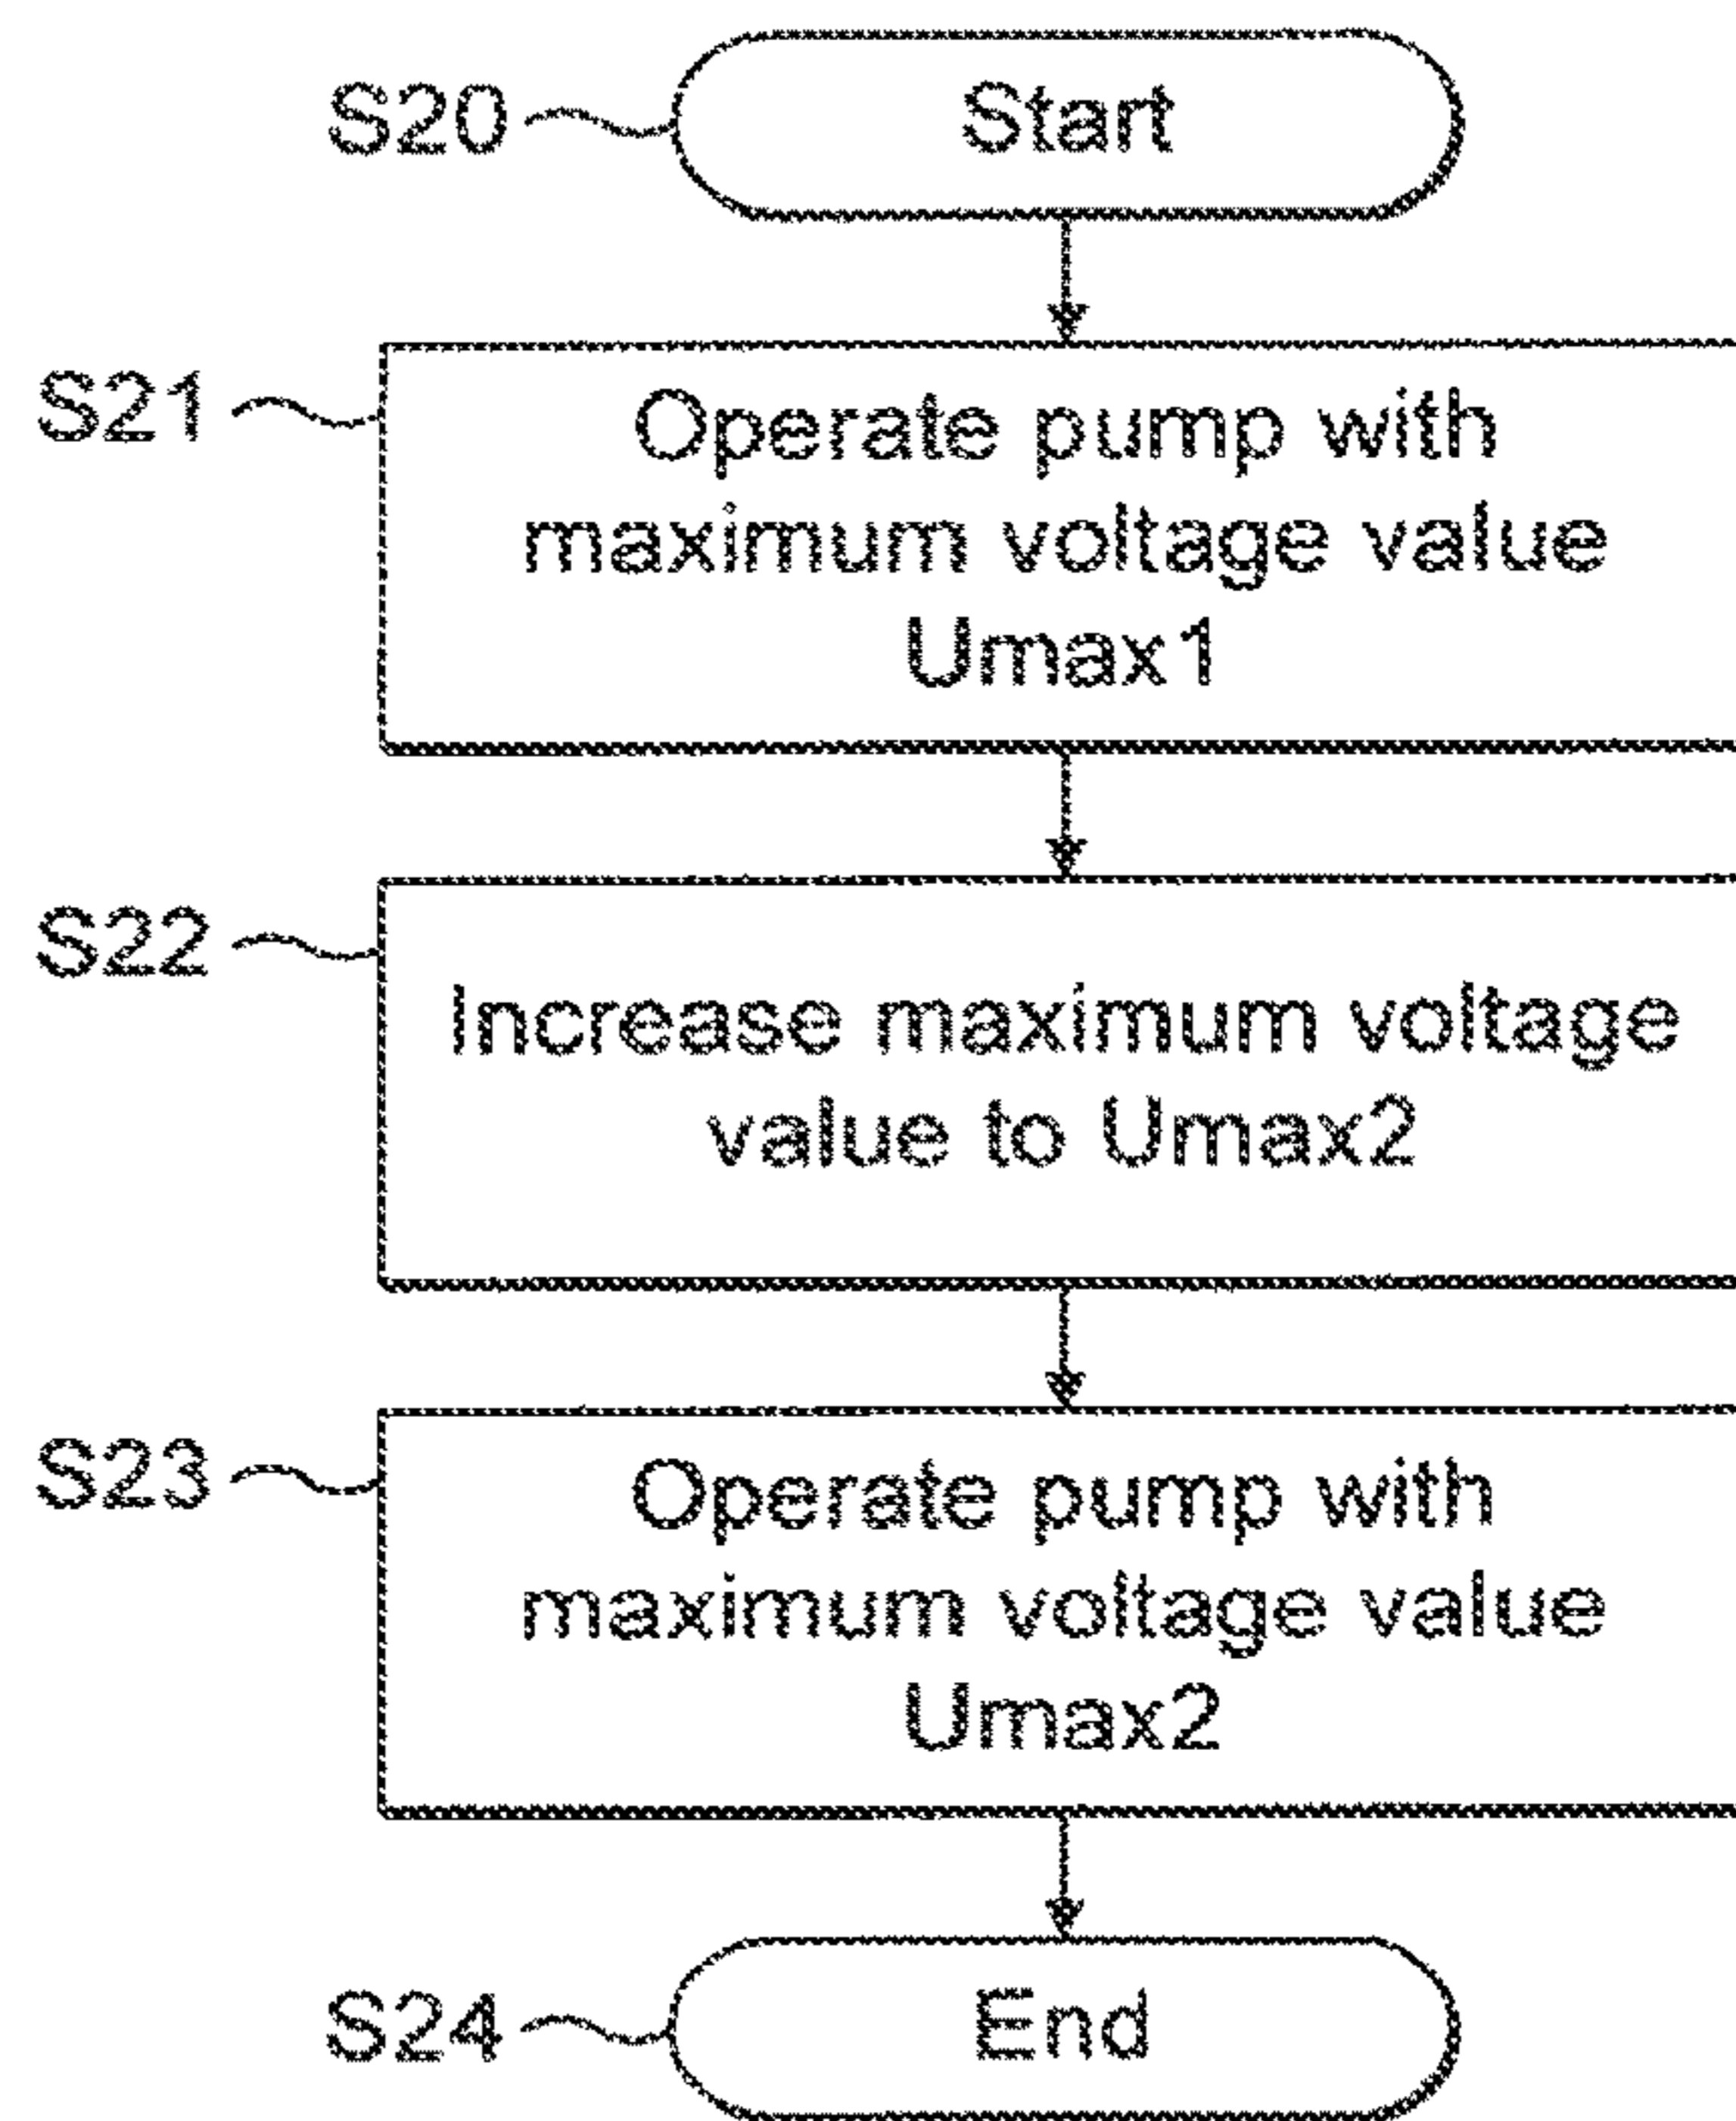 S20 Start
S21 Operate pump with
maximum voltage value
Umax1
S22
Increase maximum voltage
value to Umax2
S23 Operate pump with
maximum voltage value
Umax2
S24 End